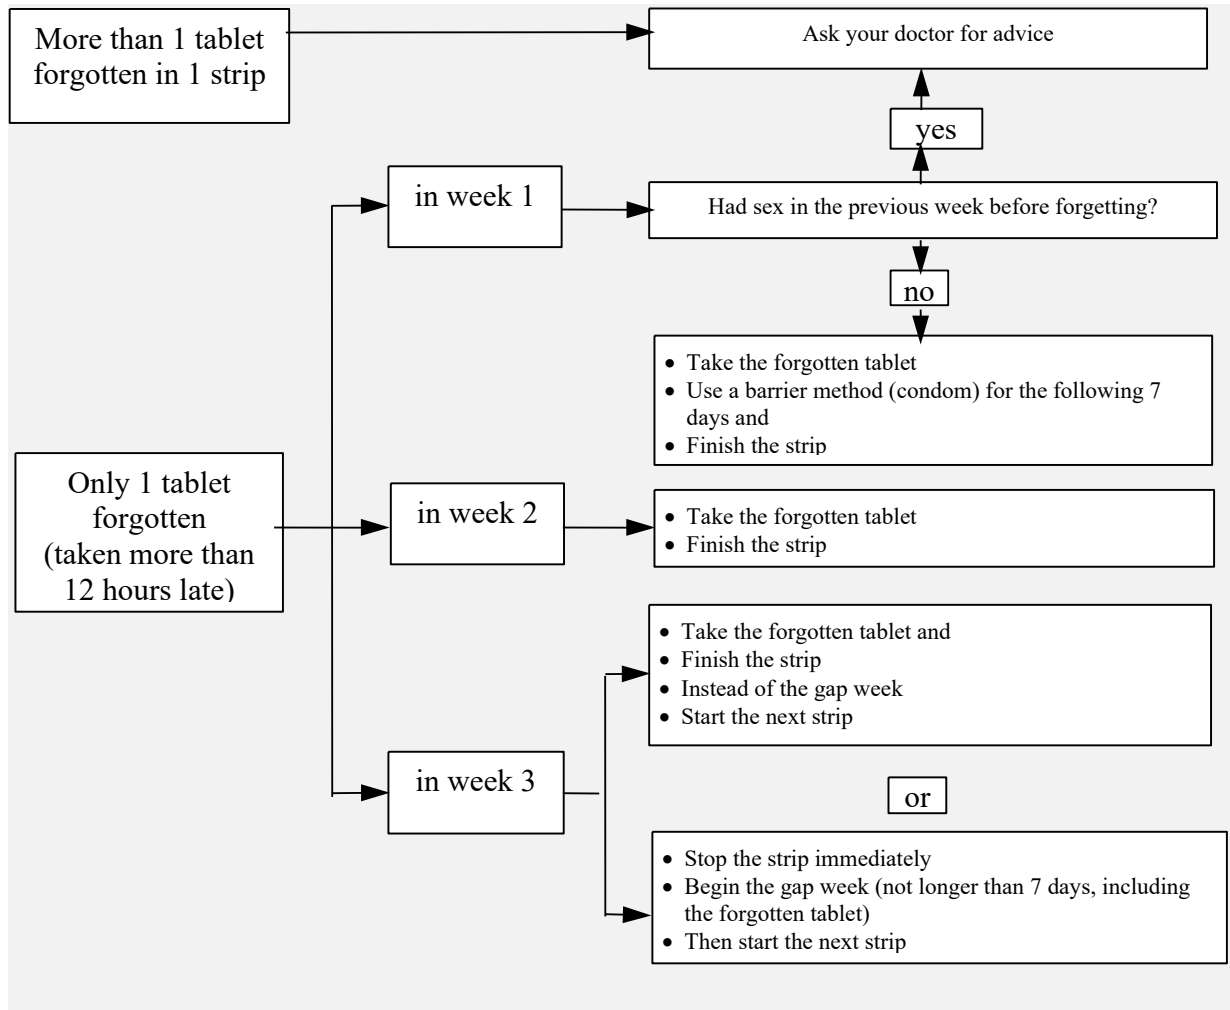 More than 1 tablet
forgotten in 1 strip
Ask your doctor for advice
yes
in week 1
Had sex in the previous week before forgetting?
no
• Take the forgotten tablet
• Use a barrier method (condom) for the following 7
days and
• Finish the strip
Only 1 tablet
forgotten
(taken more than
12 hours late)
in week 2
• Take the forgotten tablet
• Finish the strip
in week 3
• Take the forgotten tablet and
• Finish the strip
• Instead of the gap week
• Start the next strip
or
• Stop the strip immediately
• Begin the gap week (not longer than 7 days, including
the forgotten tablet)
• Then start the next strip